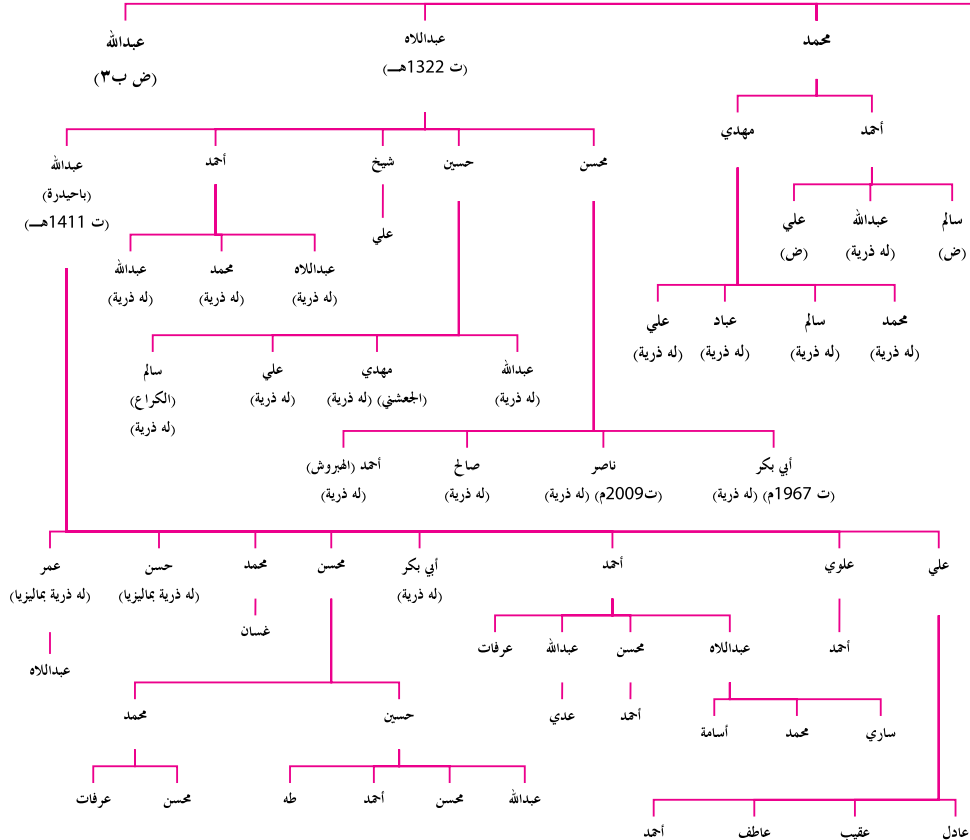 محمد
عبداللاه
(ت 1322هـ)
عبدالله
(ض ب٣)
أحمد
مهدي
سالم
(ض)
عبدالله
(له ذرية)
علي
(ض)
محمد
(له ذرية)
سالم
(له ذرية)
عباد
(له ذرية)
علي
(له ذرية)
محسن
حسين
شيخ
أحمد
عبدالله
(باحيدرة)
(ت 1411هـ)
علي
عبداللاه
(له ذرية)
محمد
(له ذرية)
عبدالله
(له ذرية)
عبدالله
(له ذرية)
مهدي
(الجعشني) (له ذرية)
علي
(له ذرية)
سالم
(الكراع)
(له ذرية)
أبي بكر
(ت 1967م) (له ذرية)
ناصر
(ت2009م) (له ذرية)
صالح
(له ذرية)
أحمد (الهبروش)
(له ذرية)
علي
علوي
أحمد
أبي بكر
(له ذرية)
محسن
محمد
حسن
(له ذرية بماليزيا)
عمر
(له ذرية بماليزيا)
أحمد
عبداللاه
محسن
عبدالله
عرفات
غسان
عبداللاه
ساري
محمد
أسامة
أحمد
عدي
حسين
محمد
عبدالله
محسن
أحمد
طه
محسن
عرفات
عادل
عقيب
عاطف
أحمد